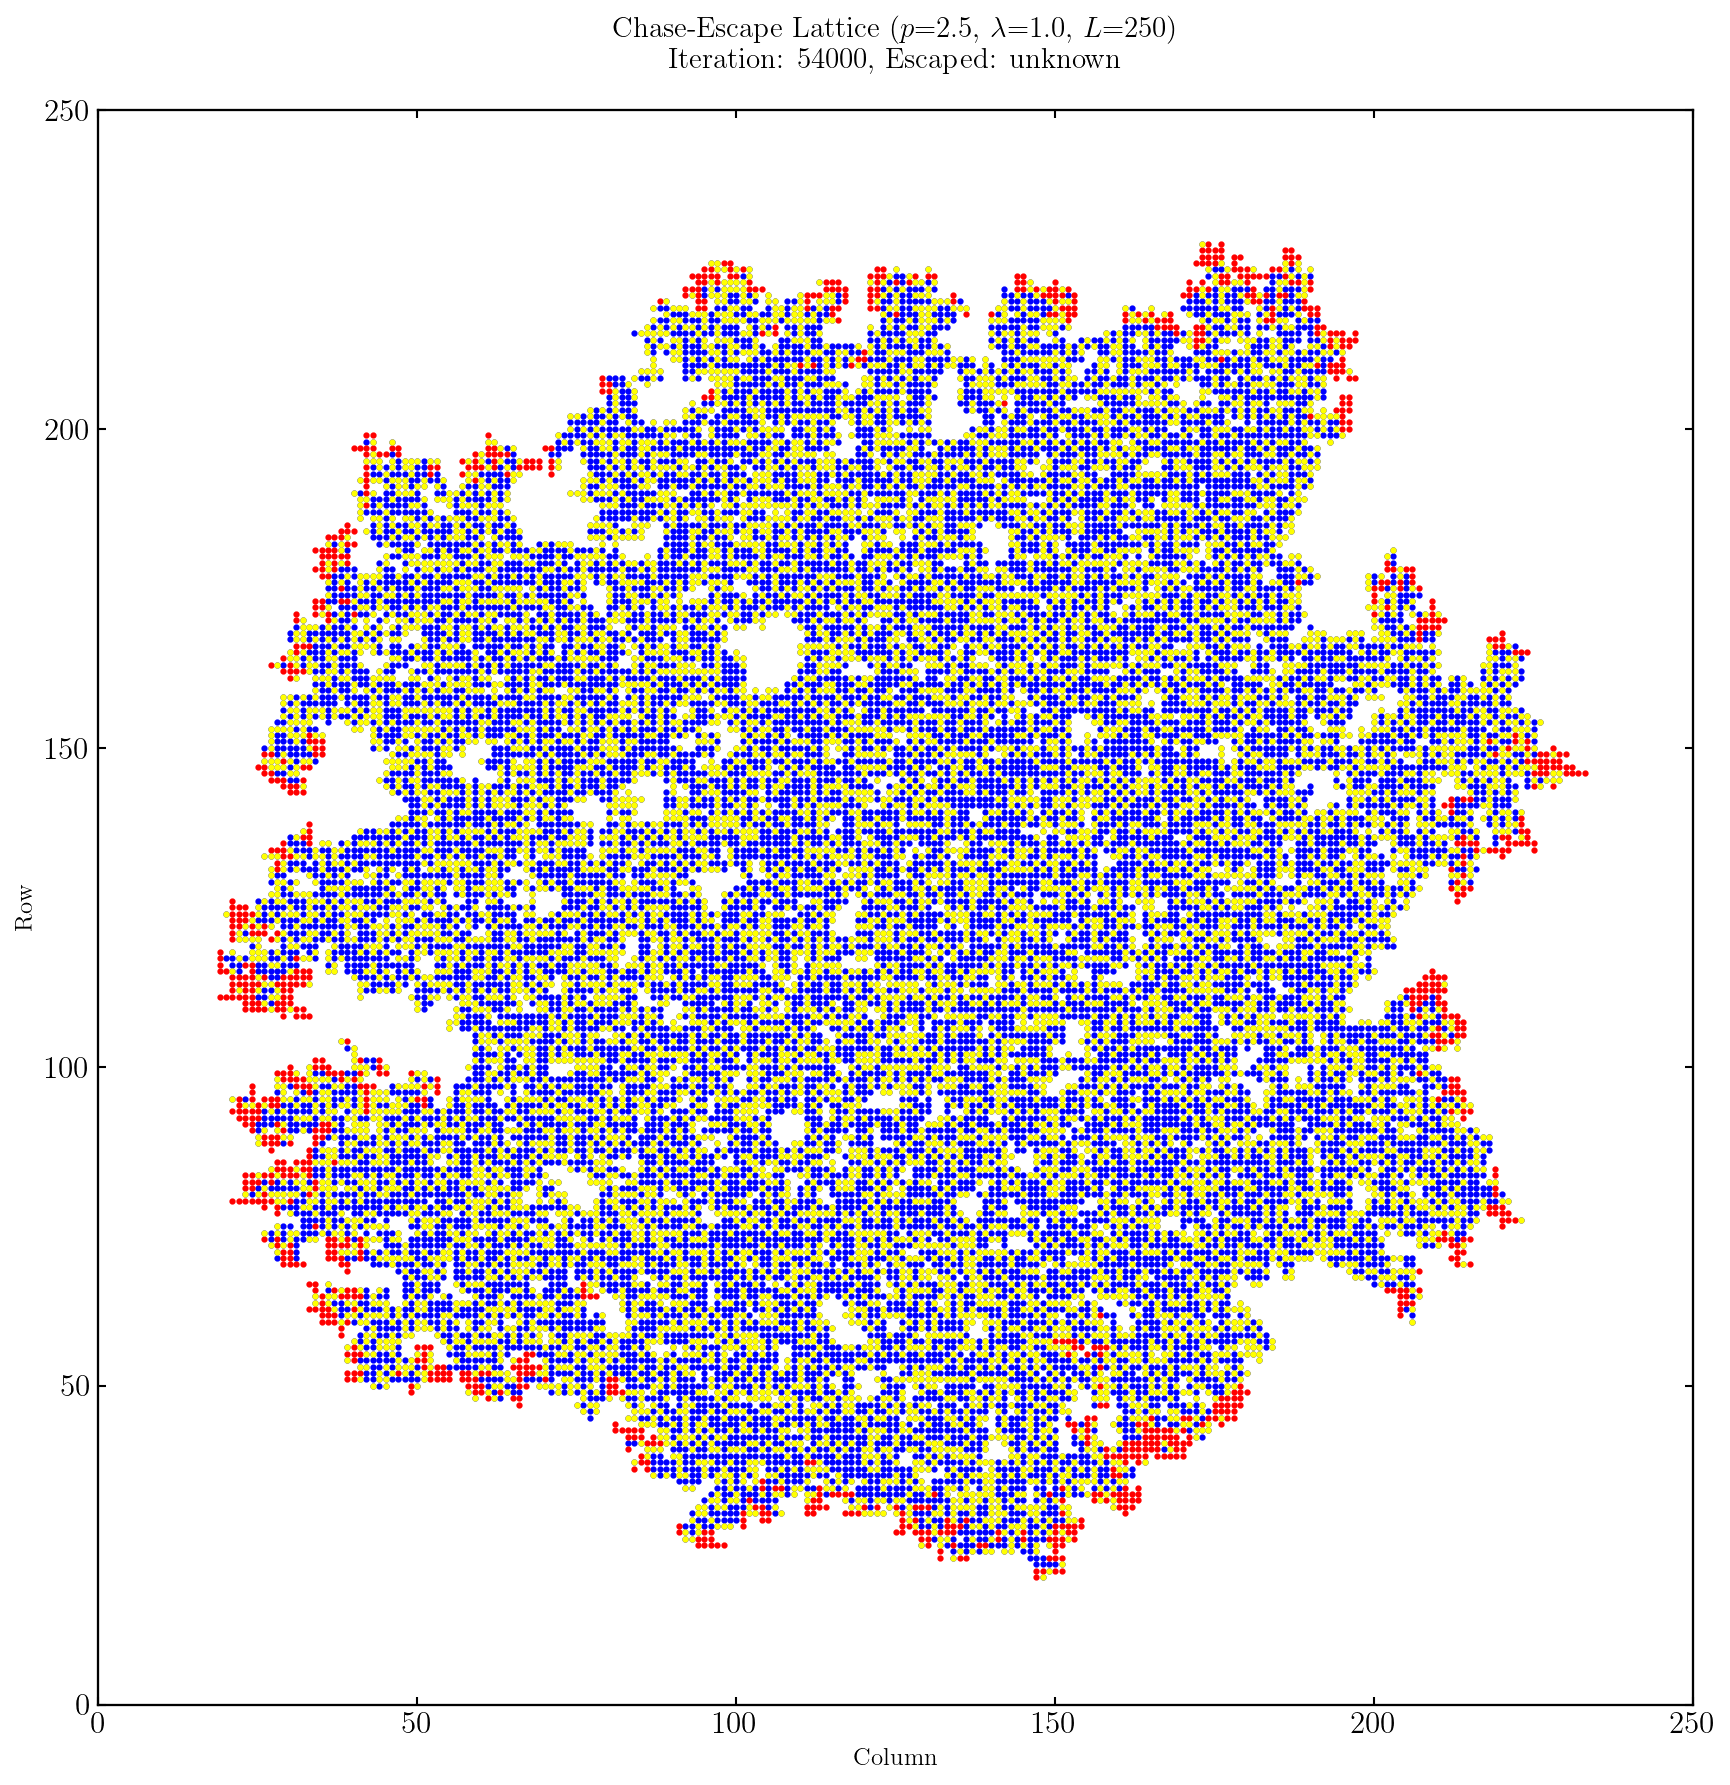 Chase-Escape Lattice (p=2.5, λ=1.0, L=250)
Iteration: 54000, Escaped: unknown
250
200
150
100
50
0
Row
0 50 100 150 200 250
Column